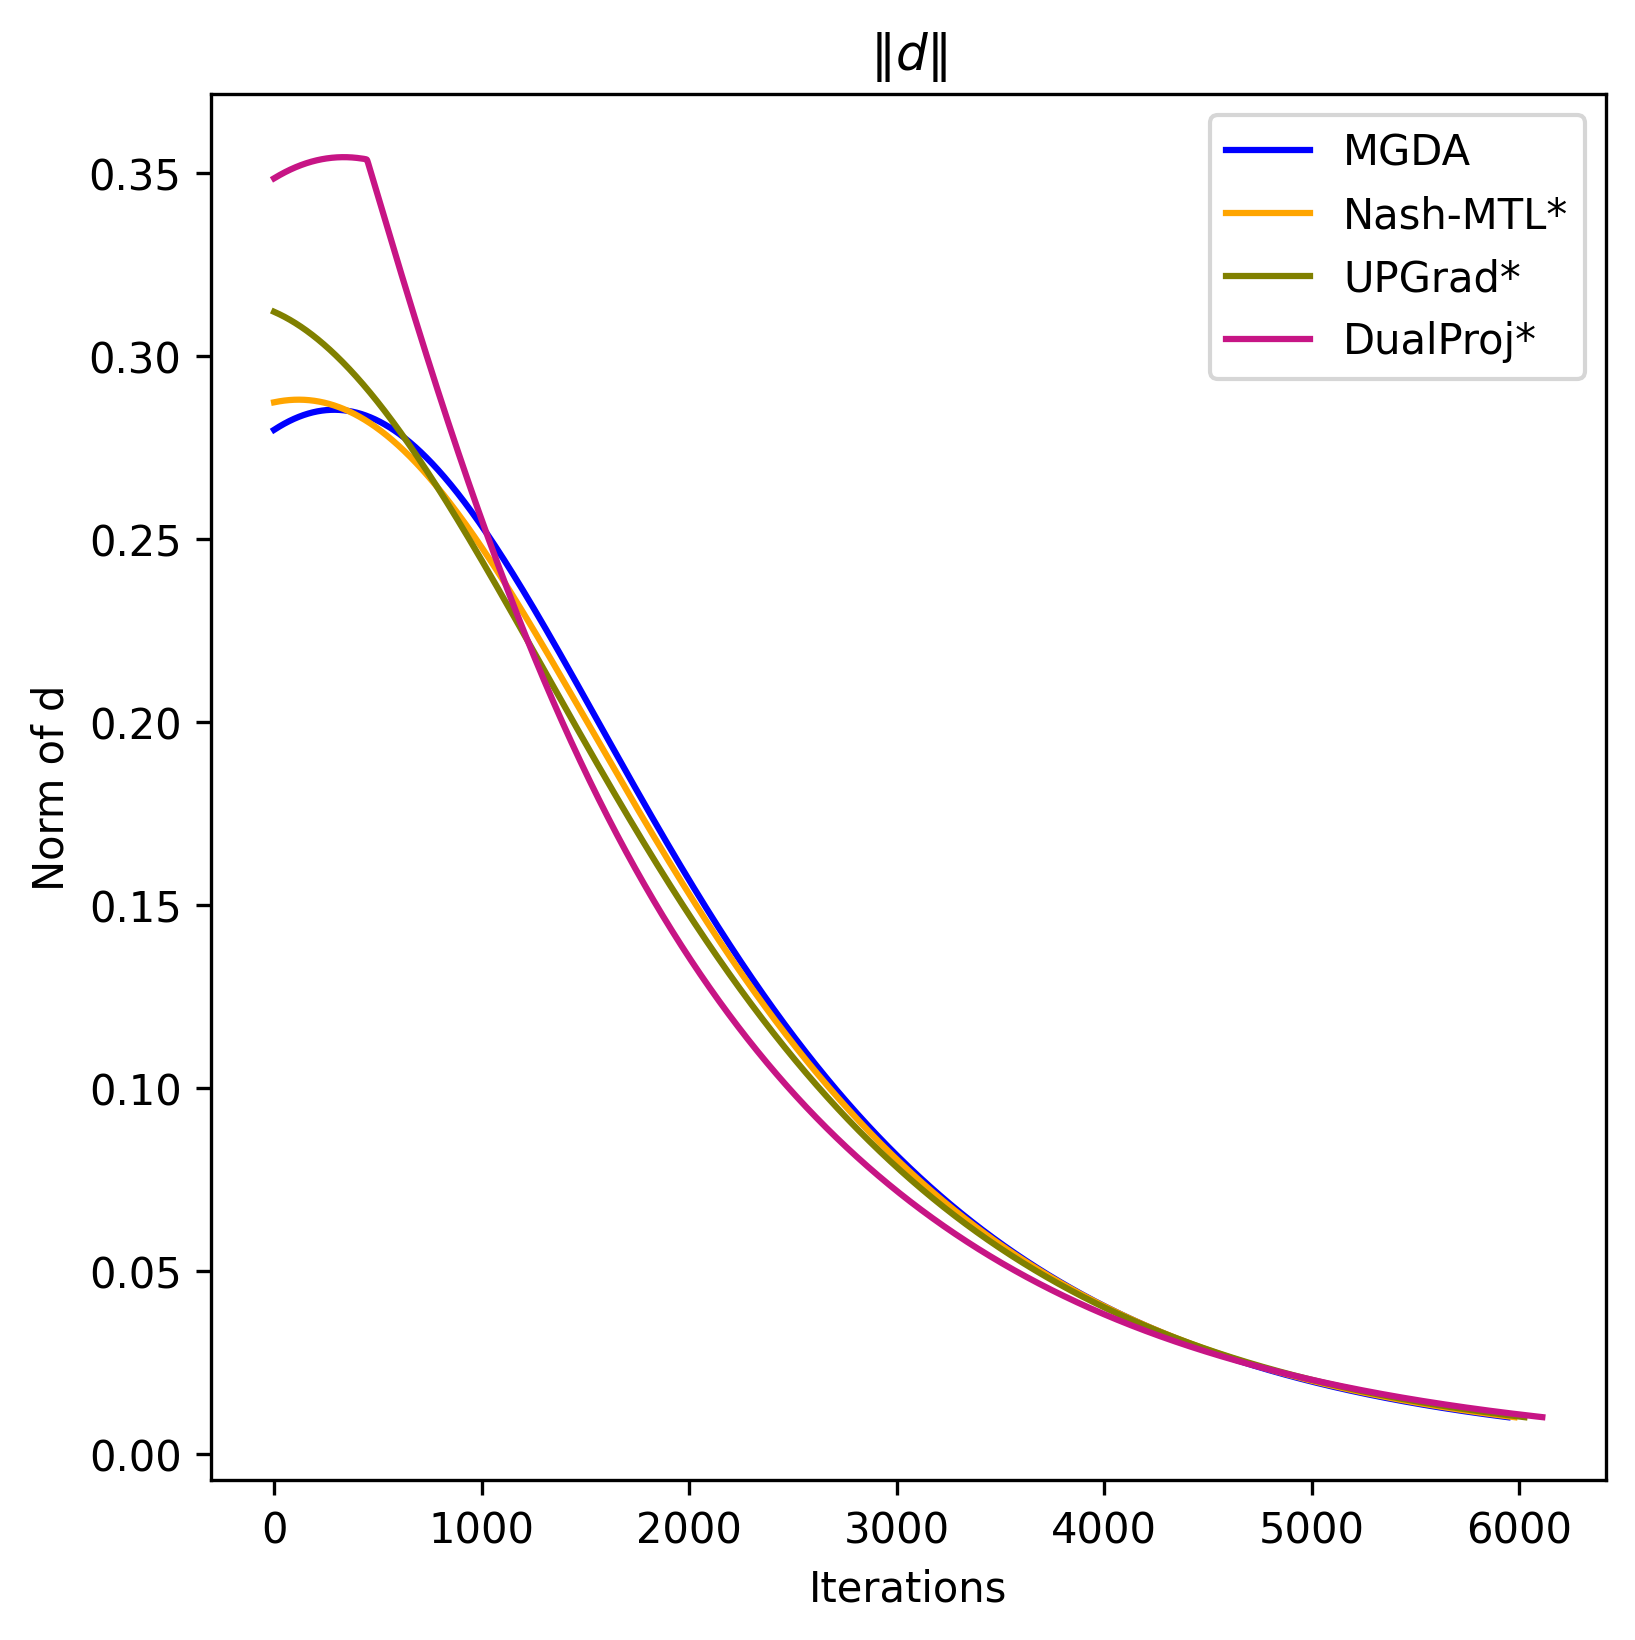 ‖d‖
MGDA
Nash-MTL*
UPGrad*
DualProj*
0.35
0.30
0.25
0.20
0.15
0.10
0.05
0.00
Norm of d
0 1000 2000 3000 4000 5000 6000
Iterations